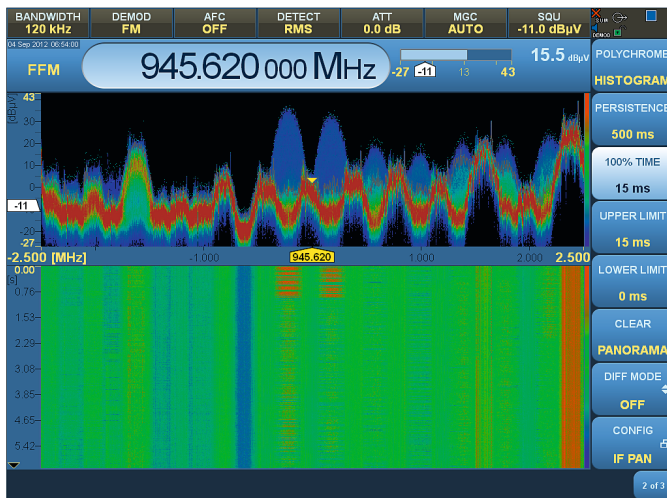 BANDWIDTH DEMOD AFC DETECT ATT MGC SQU
120 kHz FM OFF RMS 0.0 dB AUTO -11.0 dBµV
SUM
DEMOD
04 Sep 2012 06:54:00
FFM
945.620 000 MHz
15.5 dBµV
-27 -11 13 43
POLYCHROME
HISTOGRAM
PERSISTENCE
500 ms
100% TIME
15 ms
UPPER LIMIT
15 ms
LOWER LIMIT
0 ms
CLEAR
PANORAMA
DIFF MODE
OFF
CONFIG
IF PAN
2 of 3
[dBµV]
43
30
20
10
0
-11
-20
-27
-2.500 [MHz] -1.000 945.620 1.000 2.000 2.500
0.00
[s]
0.76
1.53
2.29
3.08
3.85
4.65
5.42